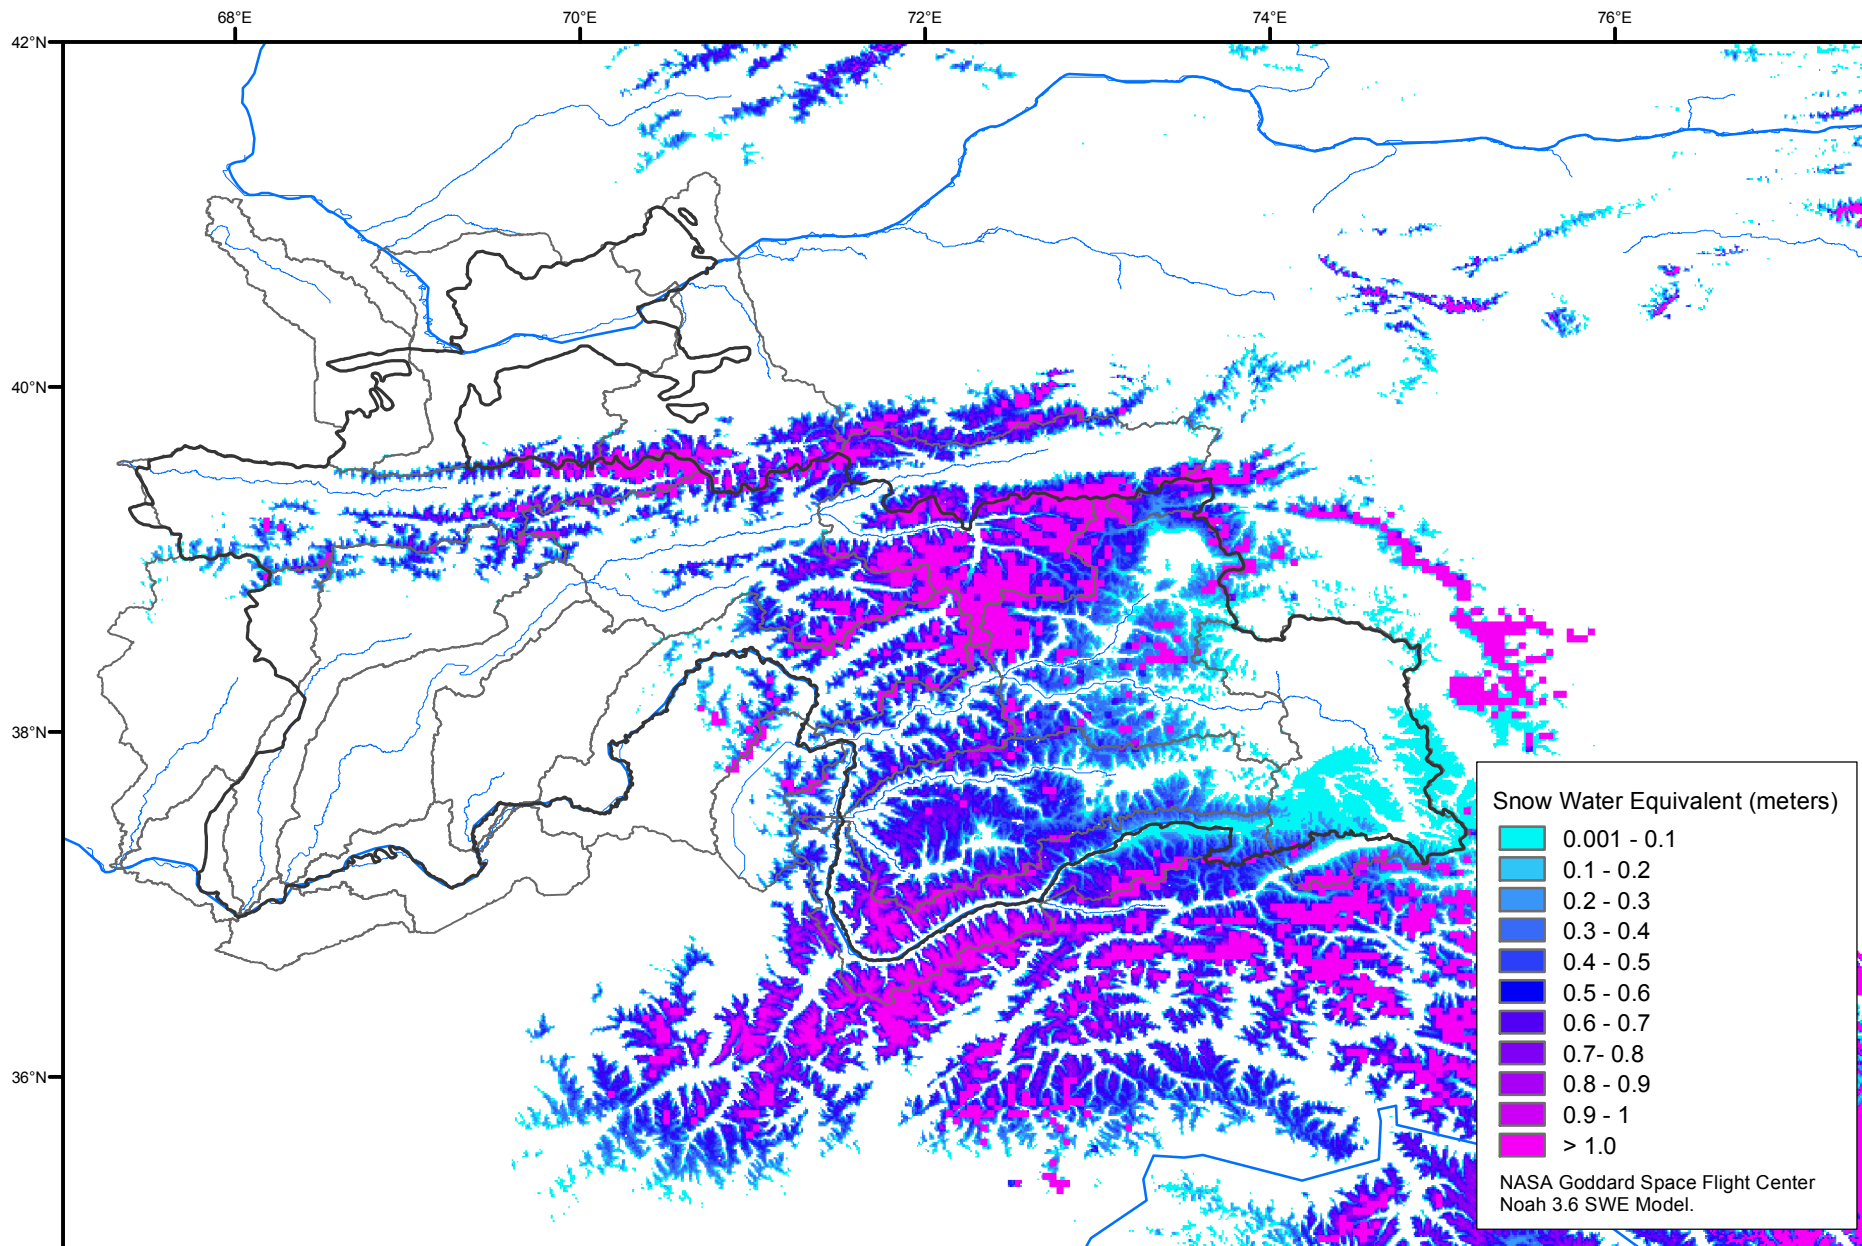 68°E
70°E
72°E
74°E
76°E
42°N
40°N
38°N
36°N
Snow Water Equivalent (meters)
0.001 - 0.1
0.1 - 0.2
0.2 - 0.3
0.3 - 0.4
0.4 - 0.5
0.5 - 0.6
0.6 - 0.7
0.7- 0.8
0.8 - 0.9
0.9 - 1
> 1.0
NASA Goddard Space Flight Center
Noah 3.6 SWE Model.